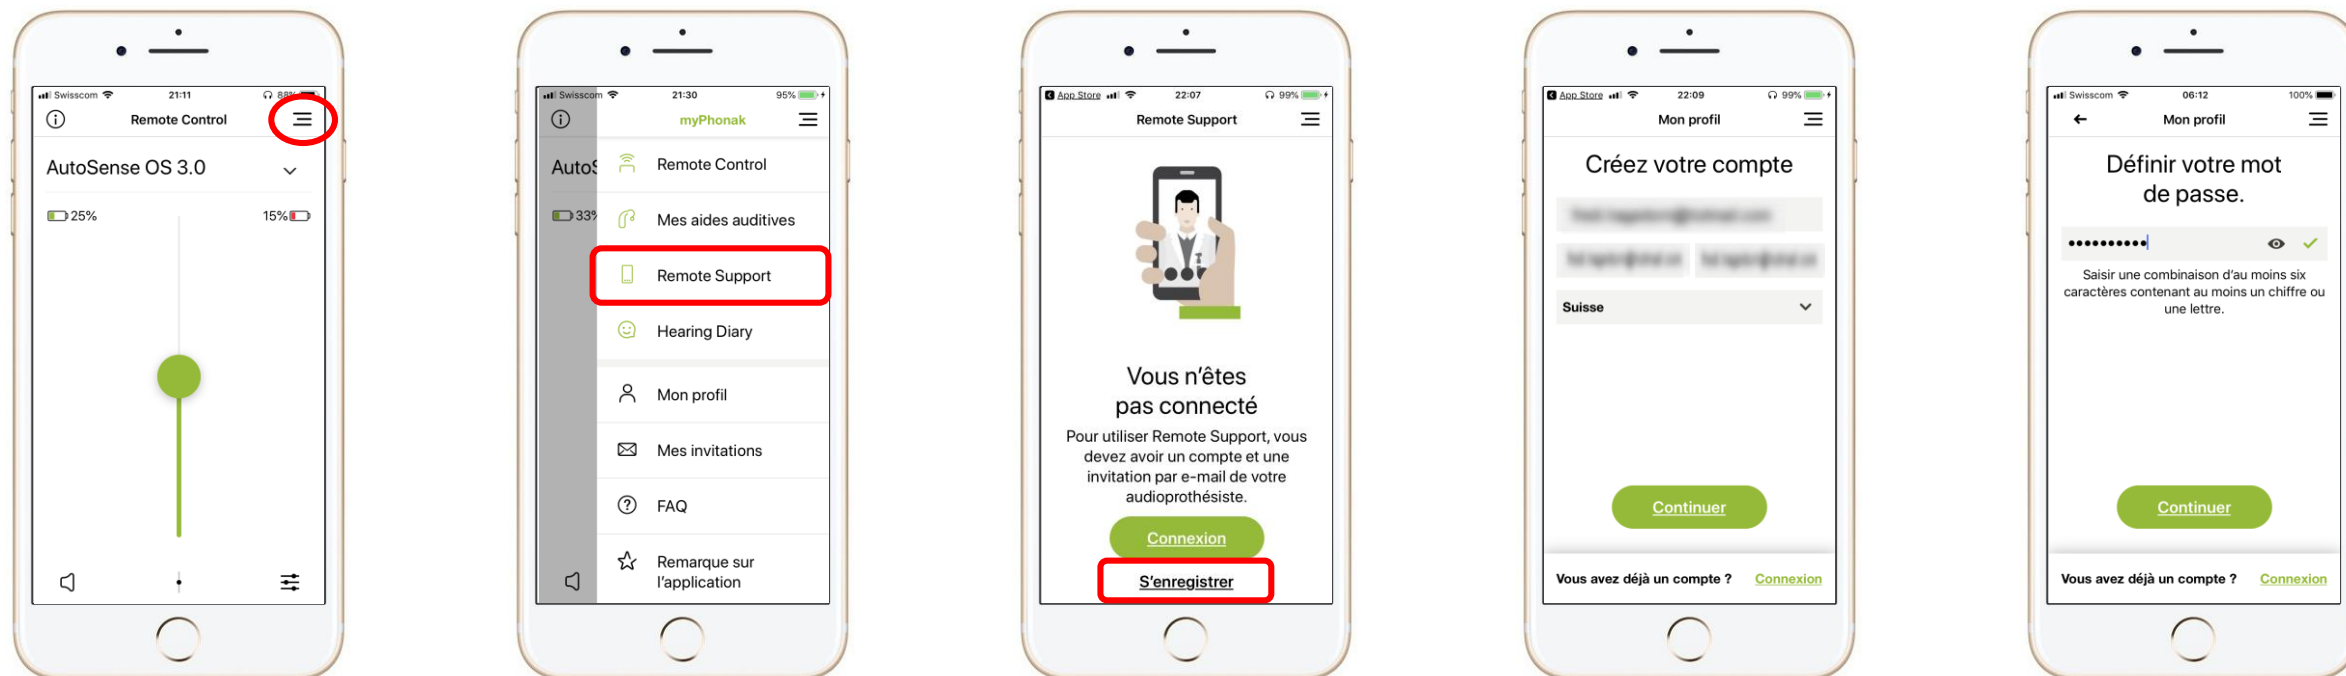 Swisscom
21:11
88%
Remote Control
AutoSense OS 3.0
25%
15%
Swisscom
21:30
95%
myPhonak
AutoS
33%
Remote Control
Mes aides auditives
Remote Support
Hearing Diary
Mon profil
Mes invitations
FAQ
Remarque sur
l'application
App Store
22:07
99%
Remote Support
Vous n'êtes
pas connecté
Pour utiliser Remote Support, vous
devez avoir un compte et une
invitation par e-mail de votre
audioprothésiste.
Connexion
S'enregistrer
App Store
22:09
99%
Mon profil
Créez votre compte
Suisse
Continuer
Vous avez déjà un compte ? Connexion
Swisscom
06:12
100%
Mon profil
Définir votre mot
de passe.
Saisir une combinaison d'au moins six
caractères contenant au moins un chiffre ou
une lettre.
Continuer
Vous avez déjà un compte ? Connexion